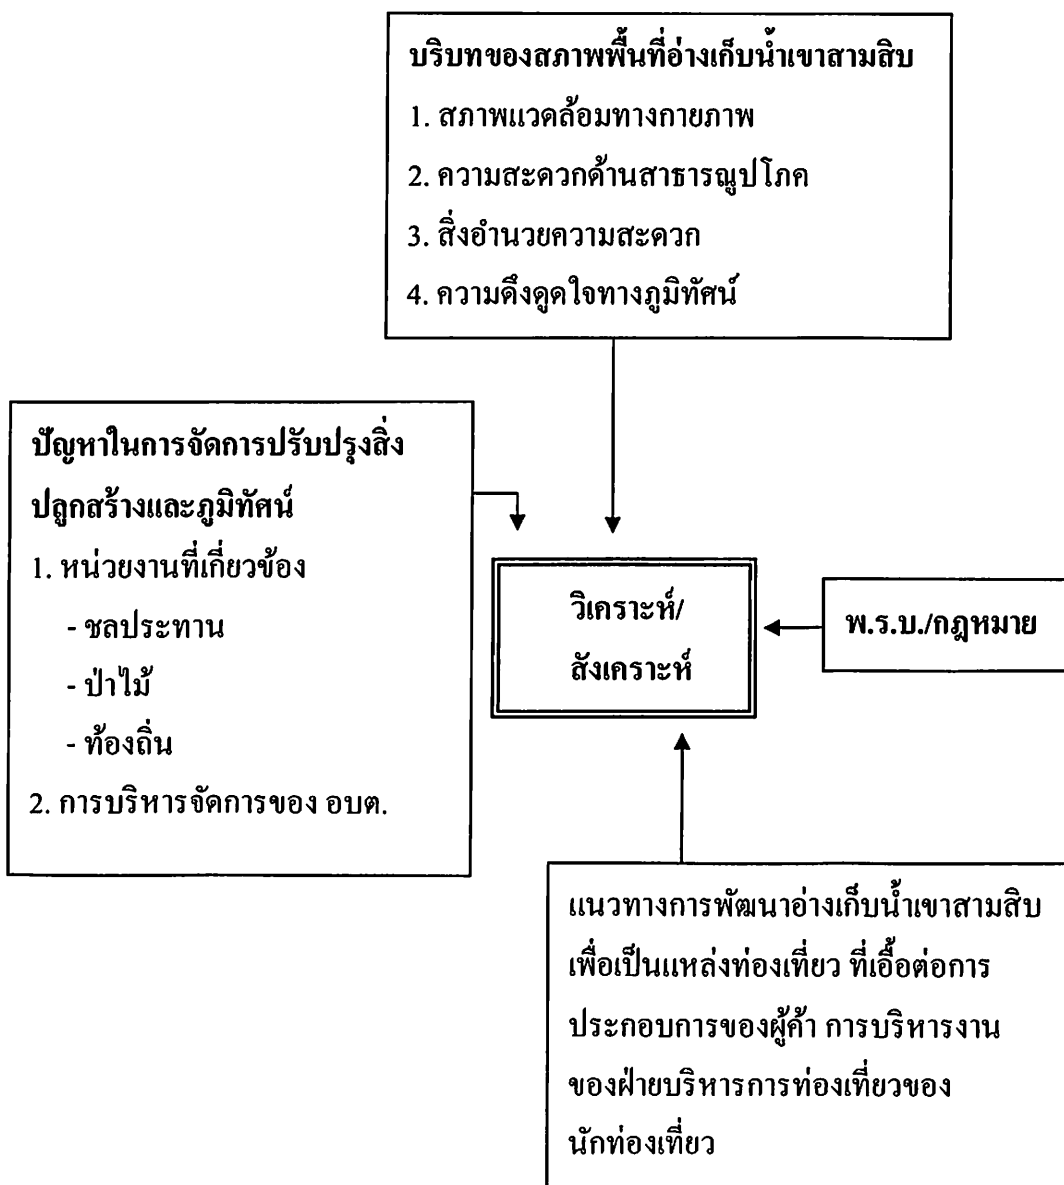 บริบทของสภาพพื้นที่อ่างเก็บน้ำเขาสามสิบ
1. สภาพแวดล้อมทางกายภาพ
2. ความสะดวกด้านสาธารณูปโภค
3. สิ่งอำนวยความสะดวก
4. ความดึงดูดใจทางภูมิทัศน์
ปัญหาในการจัดการปรับปรุงสิ่ง
ปลูกสร้างและภูมิทัศน์
1. หน่วยงานที่เกี่ยวข้อง
- ชลประทาน
- ป่าไม้
- ท้องถิ่น
2. การบริหารจัดการของ อบต.
วิเคราะห์/
สังเคราะห์
พ.ร.บ./กฎหมาย
แนวทางการพัฒนาอ่างเก็บน้ำเขาสามสิบ
เพื่อเป็นแหล่งท่องเที่ยว ที่เอื้อต่อการ
ประกอบการของผู้ค้า การบริหารงาน
ของฝ่ายบริหารการท่องเที่ยวของ
นักท่องเที่ยว